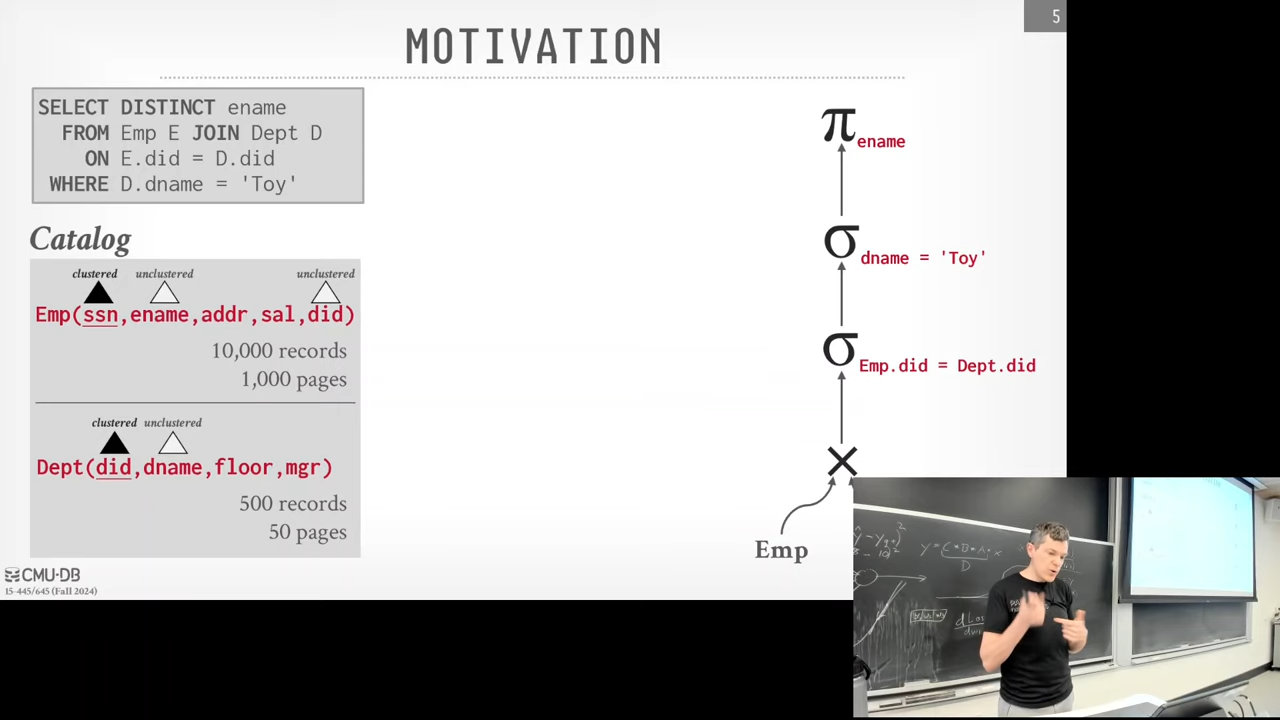 5
MOTIVATION
SELECT DISTINCT ename
FROM Emp E JOIN Dept D
ON E.did = D.did
WHERE D.dname = 'Toy'
Catalog
clustered unclustered unclustered
Emp(ssn,ename,addr,sal,did)
10,000 records
1,000 pages
clustered unclustered
Dept(did,dname,floor,mgr)
500 records
50 pages
π ename
σ dname = 'Toy'
σ Emp.did = Dept.did
×
Emp
CMU·DB
15-445/645 (Fall 2024)